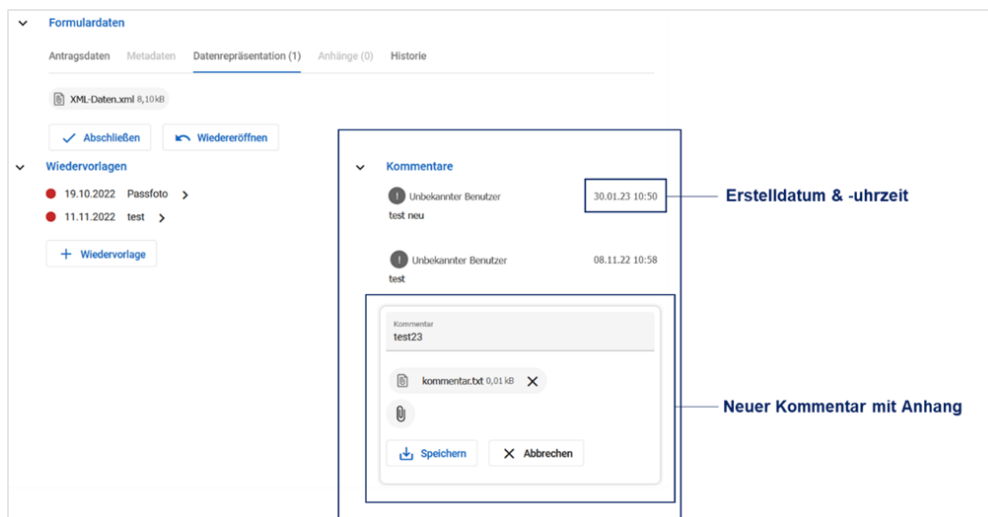 Formulardaten
Antragsdaten Metadaten Datenrepräsentation (1) Anhänge (0) Historie
XML-Daten.xml 8,10 kB
Abschließen Wiedereröffnen
Wiedervorlagen
19.10.2022 Passfoto
11.11.2022 test
Wiedervorlage
Kommentare
Unbekannter Benutzer 30.01.23 10:50
test neu
Unbekannter Benutzer 08.11.22 10:58
test
Kommentar
test23
kommentar.txt 0,01 kB
Speichern Abbrechen
Erstelldatum & -uhrzeit
Neuer Kommentar mit Anhang